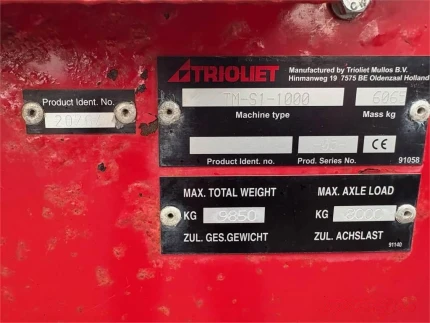 TRIOLIET
Manufactured by Trioliet Mullos B.V.
Hinmanweg 19 7575 BE Oldenzaal Holland
TM-S1-1000
Machine type
Mass kg
Product Ident. No.
Product Ident. no.
Prod. Series No.
CE
91058
MAX. TOTAL WEIGHT
MAX. AXLE LOAD
KG 9850
KG
ZUL. GES.GEWICHT
ZUL. ACHSLAST
91140